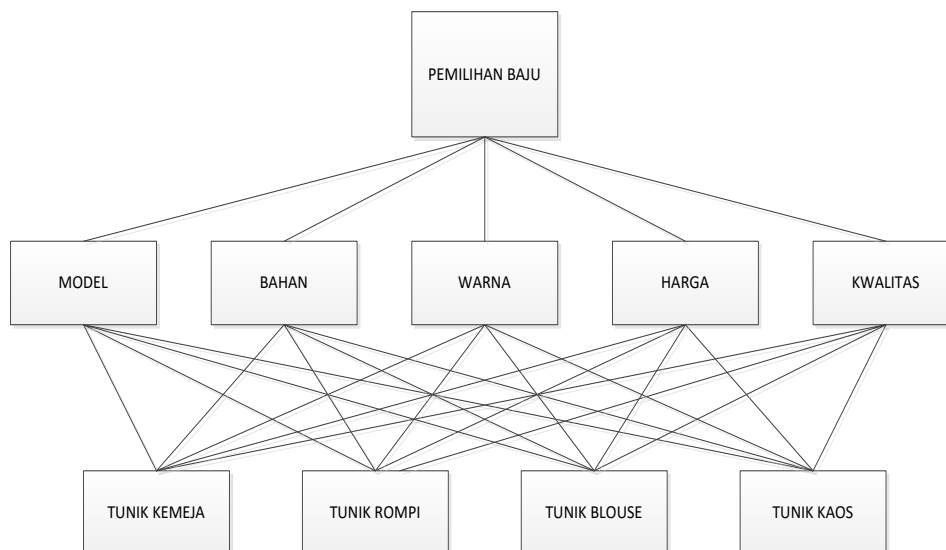 PEMILIHAN BAJU
MODEL
BAHAN
WARNA
HARGA
KWALITAS
TUNIK KEMEJA
TUNIK ROMPI
TUNIK BLOUSE
TUNIK KAOS